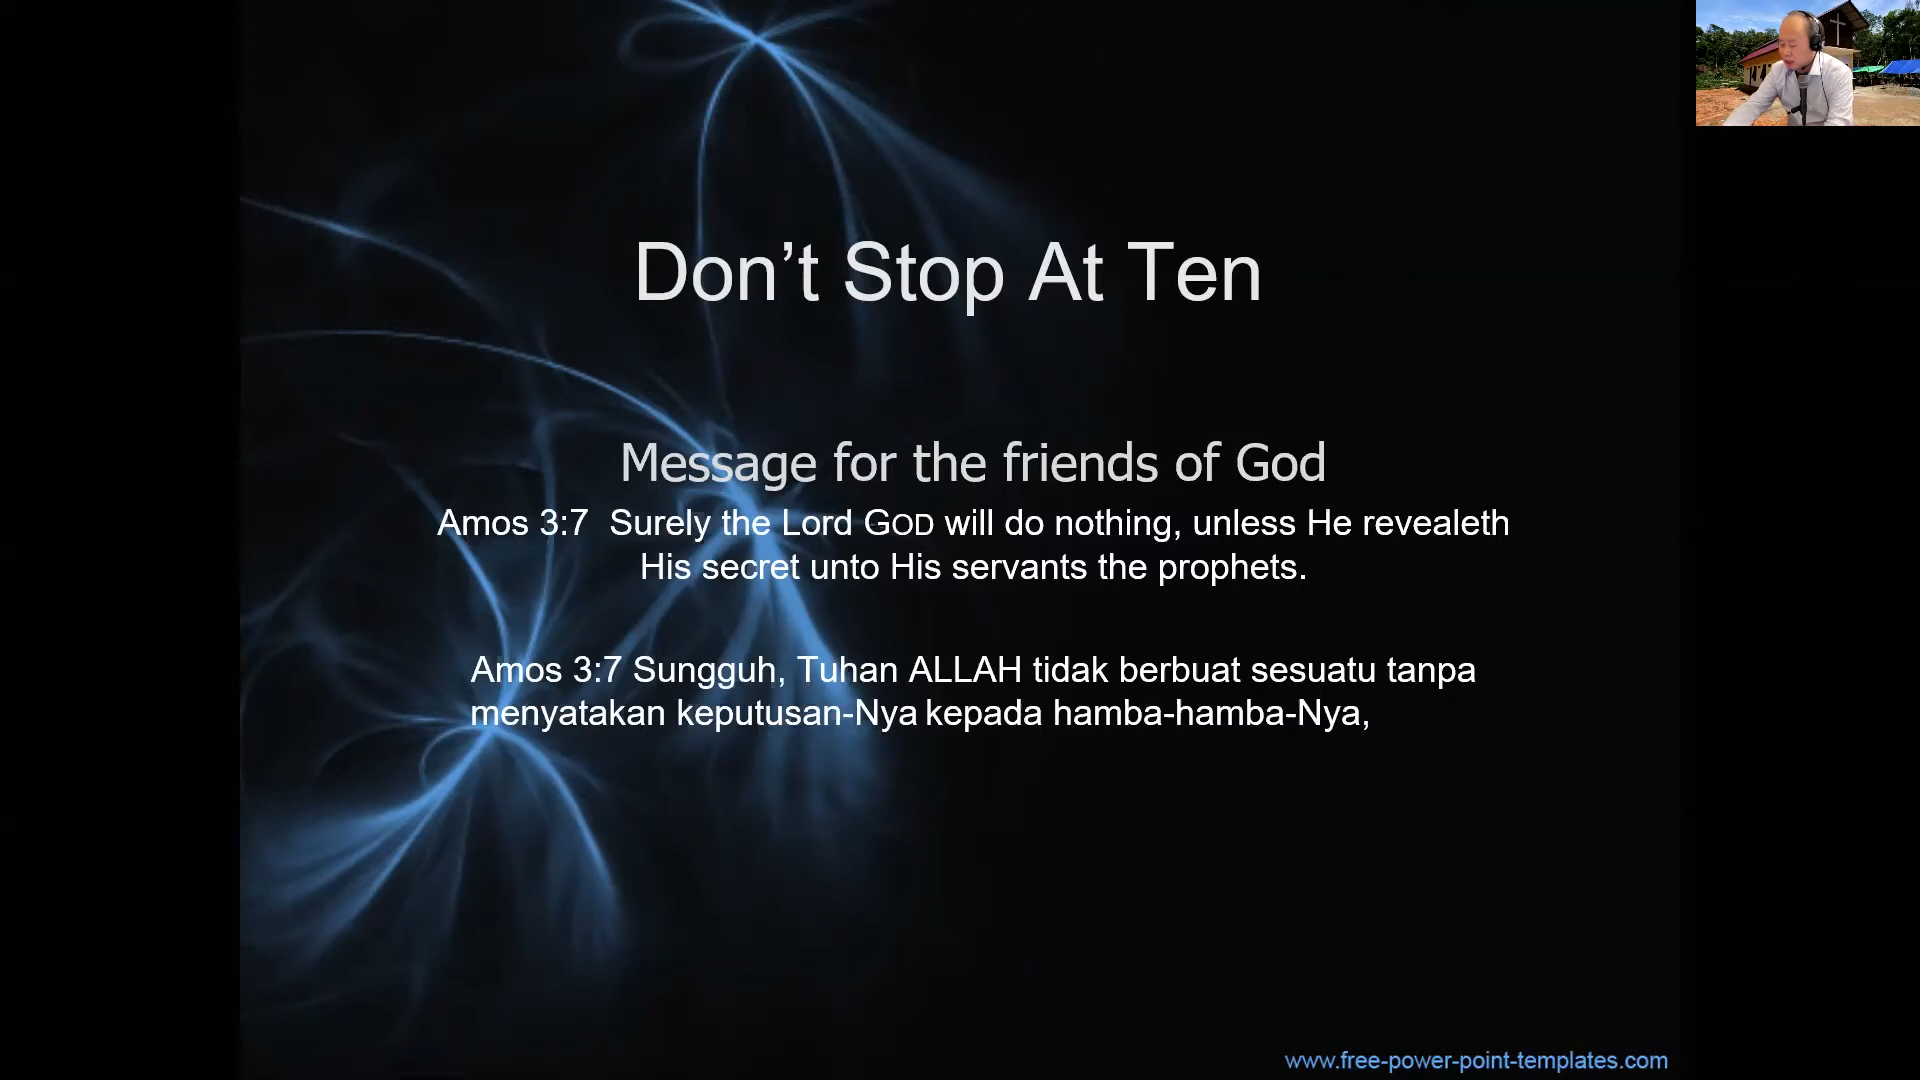 Don’t Stop At Ten
Message for the friends of God
Amos 3:7  Surely the Lord GOD will do nothing, unless He revealeth
His secret unto His servants the prophets.
Amos 3:7 Sungguh, Tuhan ALLAH tidak berbuat sesuatu tanpa
menyatakan keputusan-Nya kepada hamba-hamba-Nya,
www.free-power-point-templates.com